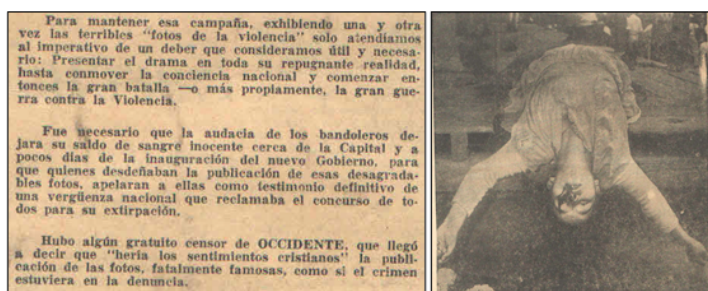 Para mantener esa campaña, exhibiendo una y otra
vez las terribles "fotos de la violencia" solo atendíamos
al imperativo de un deber que consideramos útil y necesa-
rio: Presentar el drama en toda su repugnante realidad,
hasta conmover la conciencia nacional y comenzar en-
tonces la gran batalla —o más propiamente, la gran gue-
rra contra la Violencia.
Fue necesario que la audacia de los bandoleros de-
jara su saldo de sangre inocente cerca de la Capital y a
pocos días de la inauguración del nuevo Gobierno, para
que quienes desdeñaban la publicación de esas desagrada-
bles fotos, apelaran a ellas como testimonio definitivo de
una vergüenza nacional que reclamaba el concurso de to-
dos para su extirpación.
Hubo algún gratuito censor de OCCIDENTE, que llegó
a decir que "hería los sentimientos cristianos" la publi-
cación de las fotos, fatalmente famosas, como si el crimen
estuviera en la denuncia.